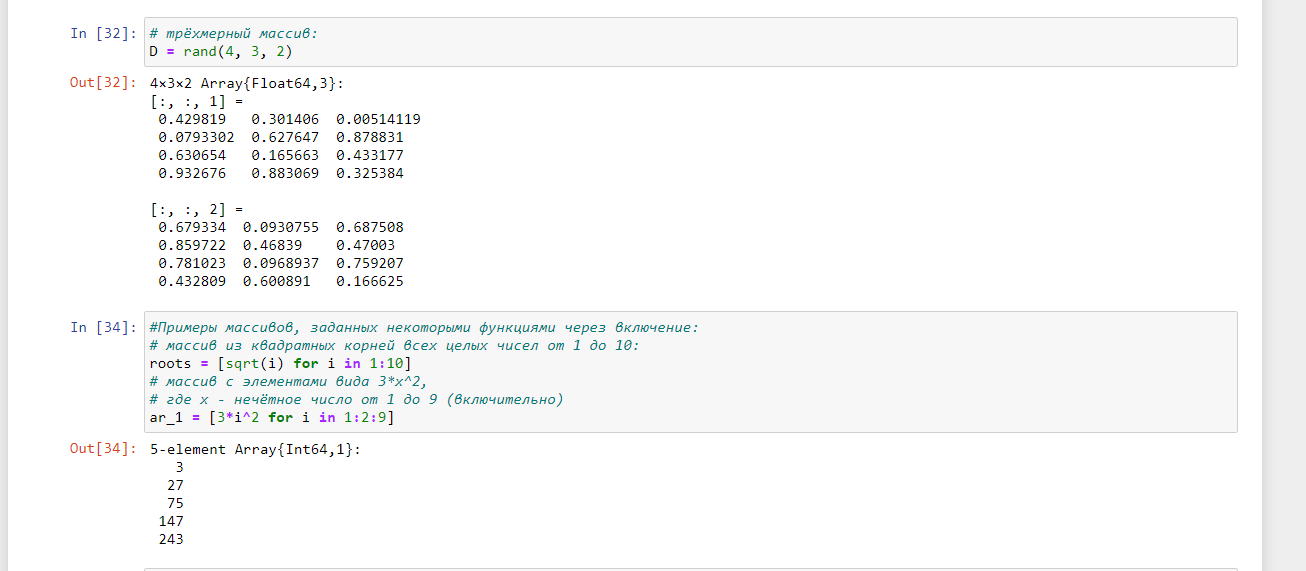 In [32]: # трёхмерный массив:
D = rand(4, 3, 2)
Out[32]: 4×3×2 Array{Float64,3}:
[:, :, 1] =
 0.429819   0.301406  0.00514119
 0.0793302  0.627647  0.878831
 0.630654   0.165663  0.433177
 0.932676   0.883069  0.325384
[:, :, 2] =
 0.679334  0.0930755  0.687508
 0.859722  0.46839    0.47003
 0.781023  0.0968937  0.759207
 0.432809  0.600891   0.166625
In [34]: #Примеры массивов, заданных некоторыми функциями через включение:
# массив из квадратных корней всех целых чисел от 1 до 10:
roots = [sqrt(i) for i in 1:10]
# массив с элементами вида 3*x^2,
# где x - нечётное число от 1 до 9 (включительно)
ar_1 = [3*i^2 for i in 1:2:9]
Out[34]: 5-element Array{Int64,1}:
   3
  27
  75
 147
 243